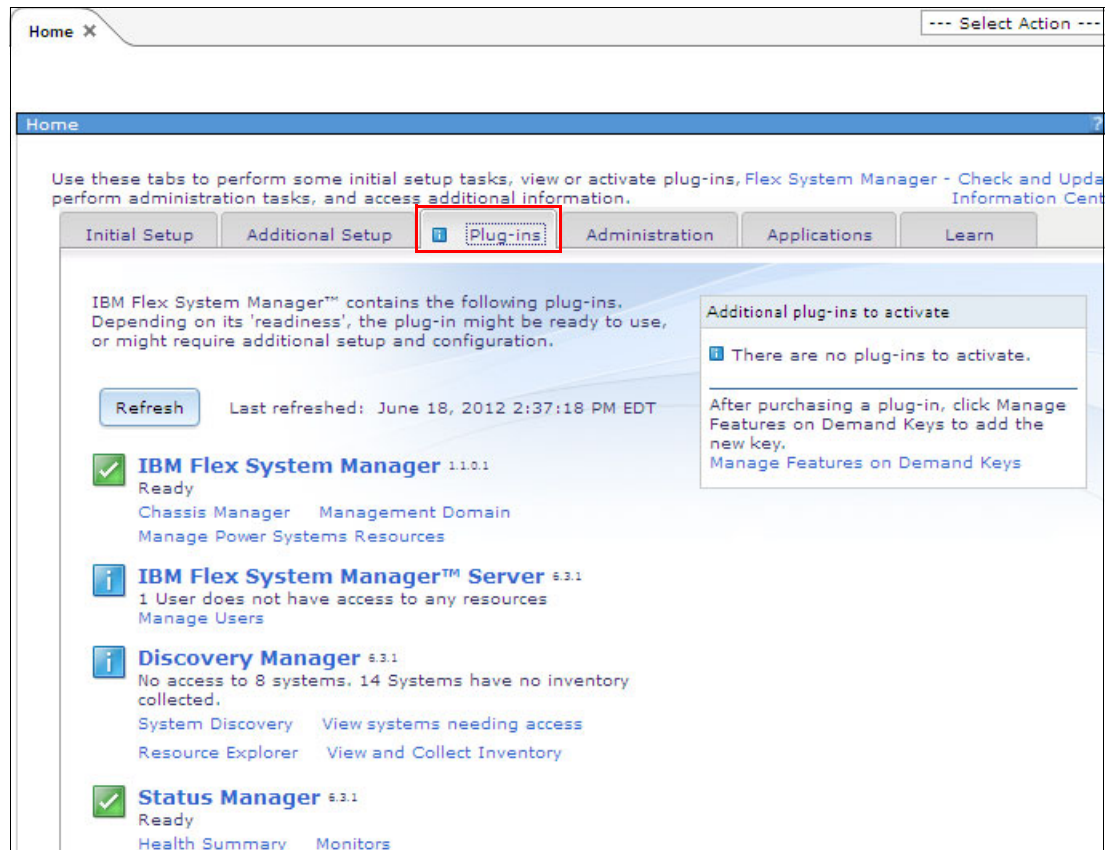 Home
--- Select Action ---
Home
?
Use these tabs to perform some initial setup tasks, view or activate plug-ins,
perform administration tasks, and access additional information.
Flex System Manager - Check and Upda
Information Cent
Initial Setup
Additional Setup
Plug-ins
Administration
Applications
Learn
IBM Flex System Manager™ contains the following plug-ins.
Depending on its 'readiness', the plug-in might be ready to use,
or might require additional setup and configuration.
Additional plug-ins to activate
There are no plug-ins to activate.
After purchasing a plug-in, click Manage
Features on Demand Keys to add the
new key.
Manage Features on Demand Keys
Refresh
Last refreshed: June 18, 2012 2:37:18 PM EDT
IBM Flex System Manager 1.1.0.1
Ready
Chassis Manager Management Domain
Manage Power Systems Resources
IBM Flex System Manager™ Server 6.3.1
1 User does not have access to any resources
Manage Users
Discovery Manager 6.3.1
No access to 8 systems. 14 Systems have no inventory
collected.
System Discovery View systems needing access
Resource Explorer View and Collect Inventory
Status Manager 6.3.1
Ready
Health Summary Monitors